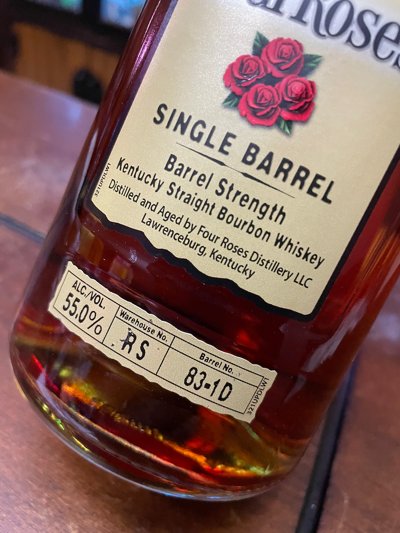 Roses
SINGLE BARREL
Barrel Strength
Kentucky Straight Bourbon Whiskey
Distilled and Aged by Four Roses Distillery LLC
Lawrenceburg, Kentucky
ALC./VOL.
55.0%
Warehouse No.
RS
Barrel No.
83-1D